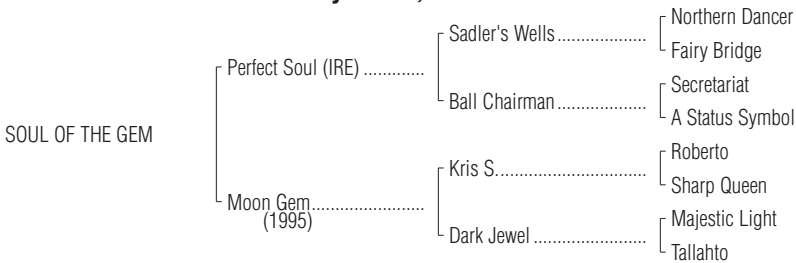 Northern Dancer
Sadler's Wells
Fairy Bridge
Perfect Soul (IRE)
Secretariat
Ball Chairman
A Status Symbol
SOUL OF THE GEM
Roberto
Kris S.
Sharp Queen
Moon Gem
(1995)
Majestic Light
Dark Jewel
Tallahto